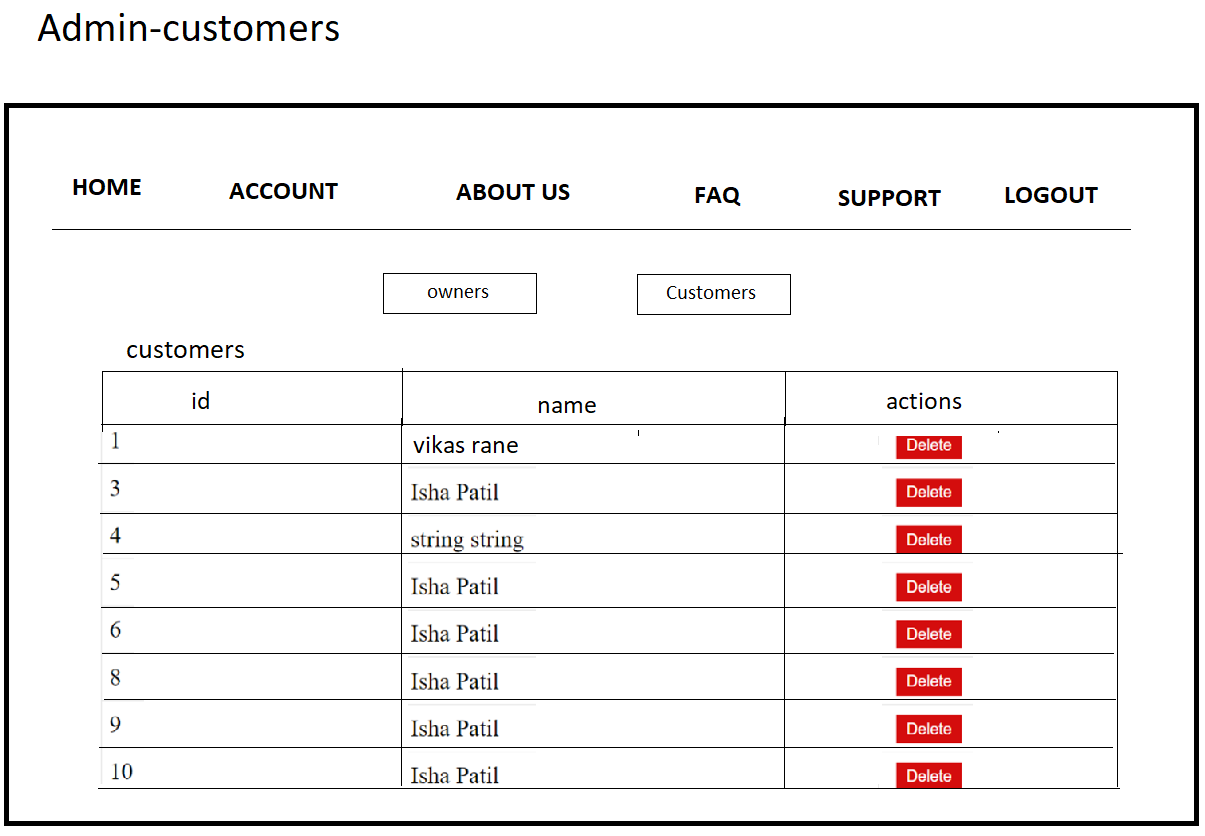 Admin-customers
HOME ACCOUNT ABOUT US FAQ SUPPORT LOGOUT
owners Customers
customers
id name actions
1 vikas rane Delete
3 Isha Patil Delete
4 string string Delete
5 Isha Patil Delete
6 Isha Patil Delete
8 Isha Patil Delete
9 Isha Patil Delete
10 Isha Patil Delete